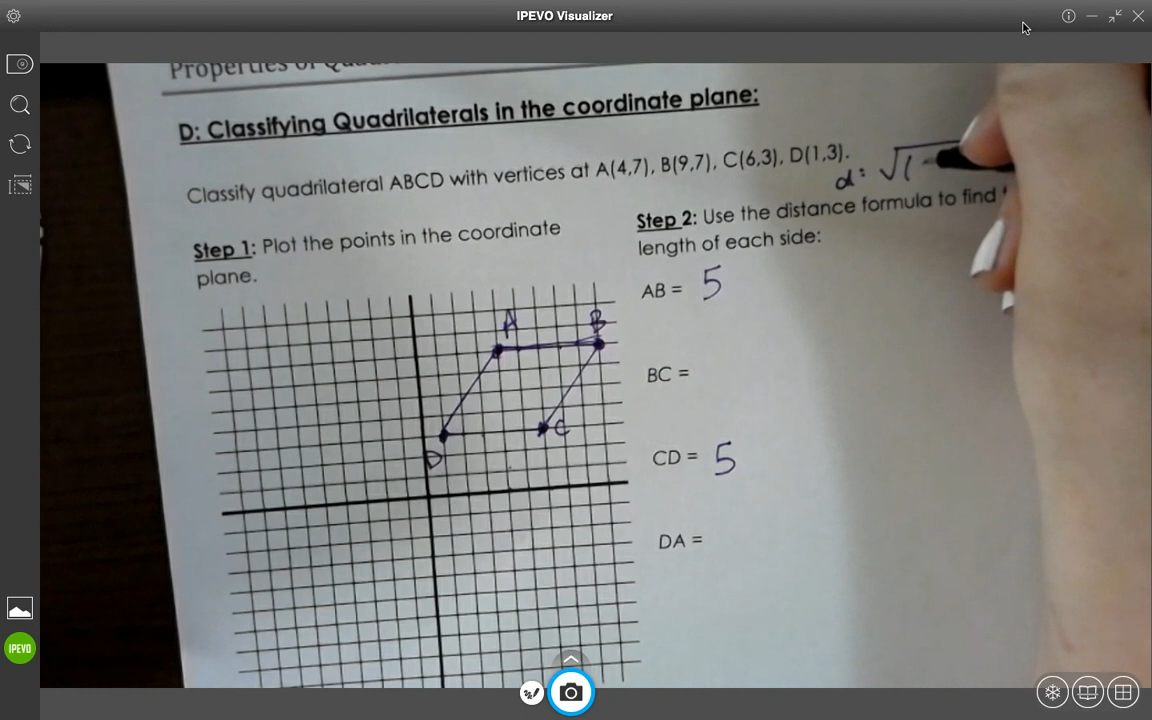 IPEVO Visualizer
D: Classifying Quadrilaterals in the coordinate plane:
Classify quadrilateral ABCD with vertices at A(4,7), B(9,7), C(6,3), D(1,3).
d: √(-
Step 1: Plot the points in the coordinate
plane.
Step 2: Use the distance formula to find
length of each side:
AB = 5
BC =
CD = 5
DA =
A
B
C
D
IPEVO